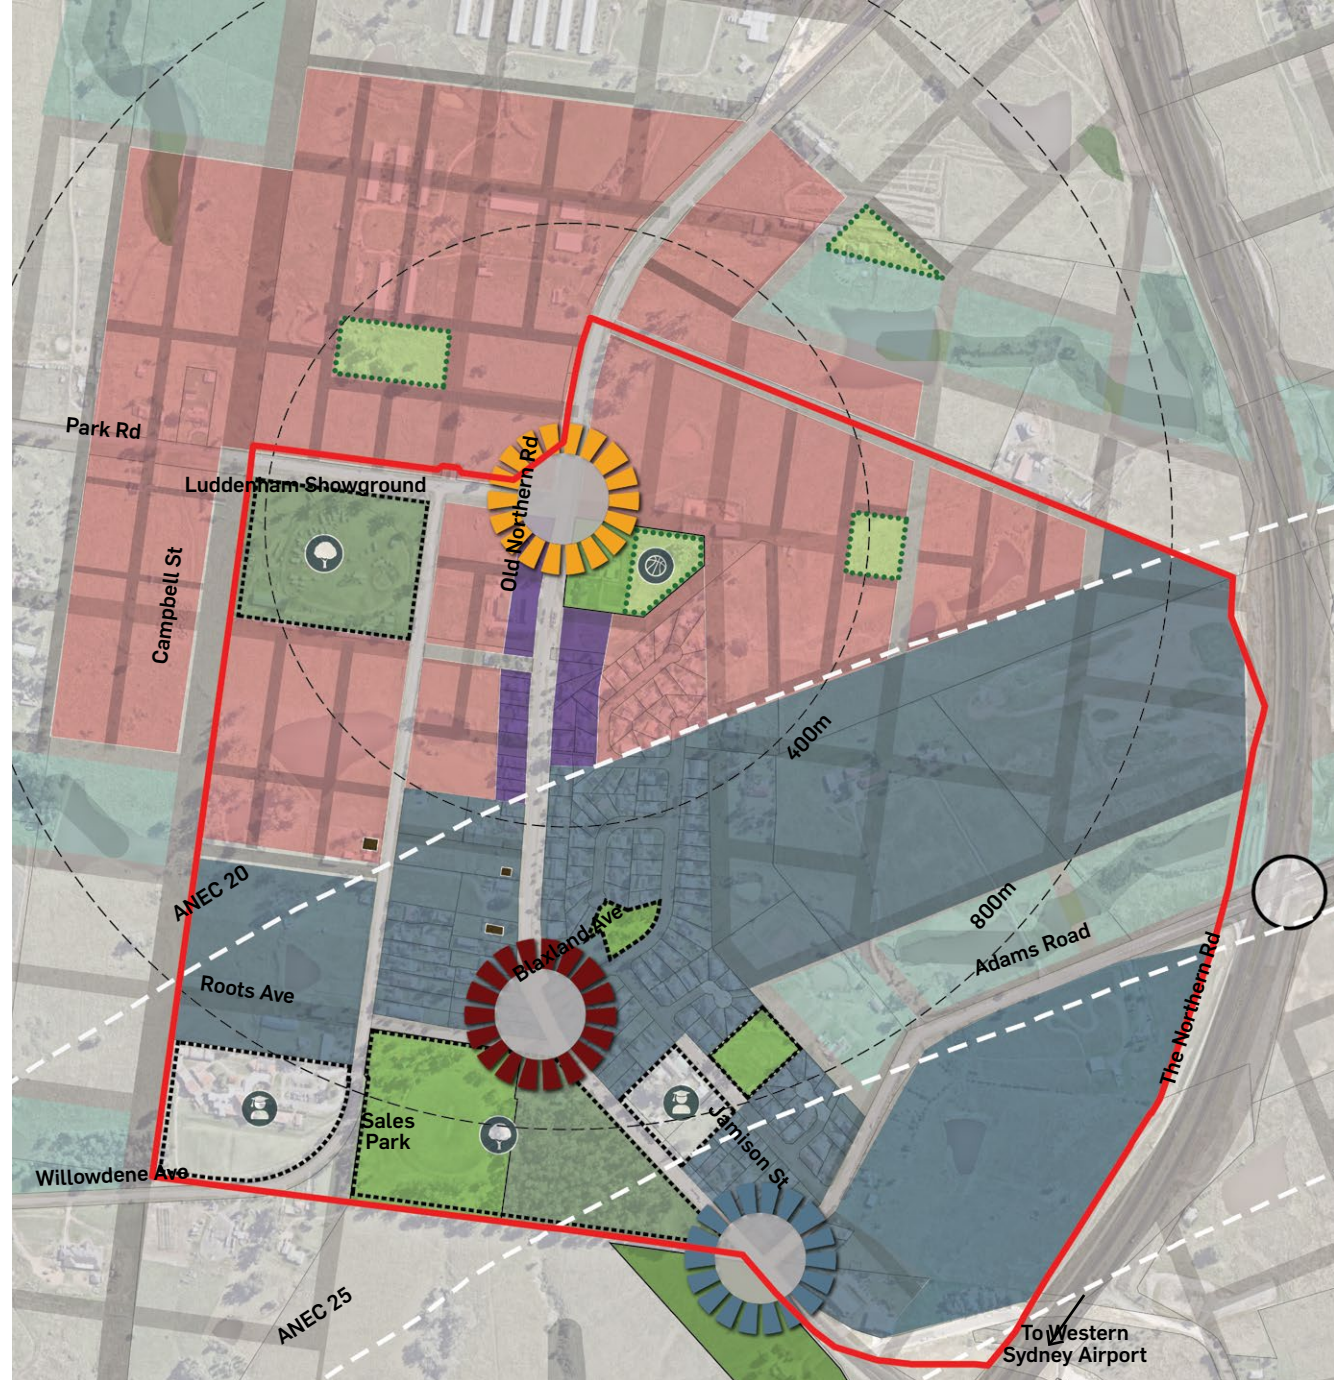 Park Rd
Old Northern Rd
Luddenham Showground
Campbell St
400m
ANEC 20
800m
Blaxland Ave
Adams Road
Roots Ave
The Northern Rd
Sales
Park
Jamison St
Willowdene Ave
ANEC 25
To Western
Sydney Airport